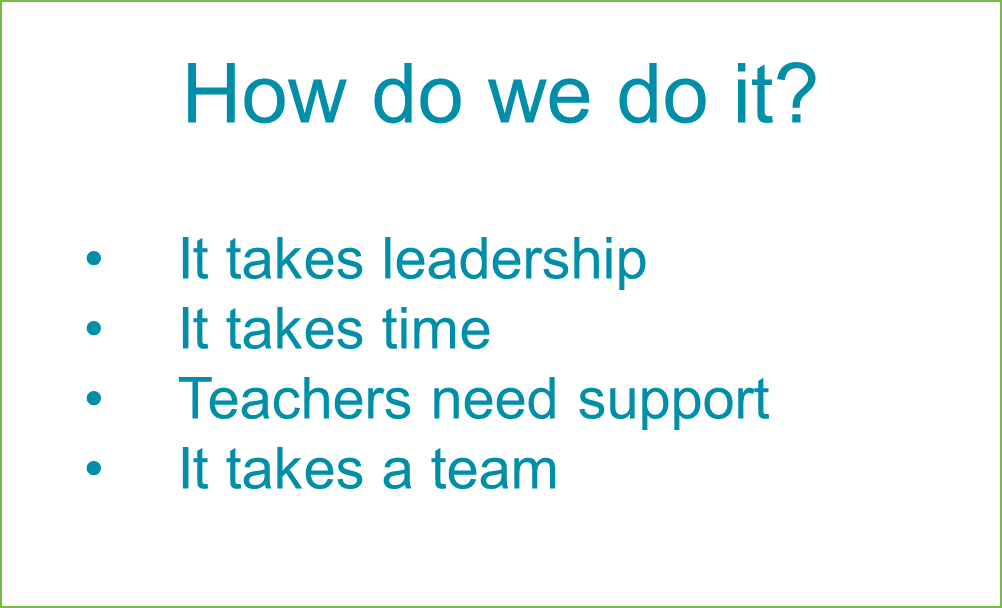 How do we do it?
• It takes leadership
• It takes time
• Teachers need support
• It takes a team